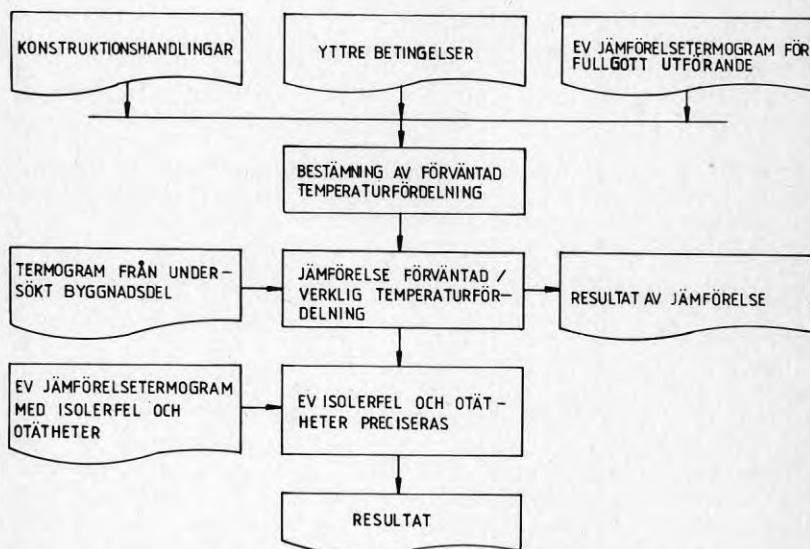 KONSTRUKTIONSHANDLINGAR
YTTRE BETINGELSER
EV JÄMFÖRELSETERMOGRAM FÖR
FULLGOTT UTFÖRANDE
BESTÄMNING AV FÖRVÄNTAD
TEMPERATURFÖRDELNING
TERMOGRAM FRÅN UNDER-
SÖKT BYGGNADSDEL
JÄMFÖRELSE FÖRVÄNTAD /
VERKLIG TEMPERATURFÖR-
DELNING
RESULTAT AV JÄMFÖRELSE
EV JÄMFÖRELSETERMOGRAM
MED ISOLERFEL OCH
OTÄTHETER
EV ISOLERFEL OCH OTÄT-
HETER PRECISERAS
RESULTAT